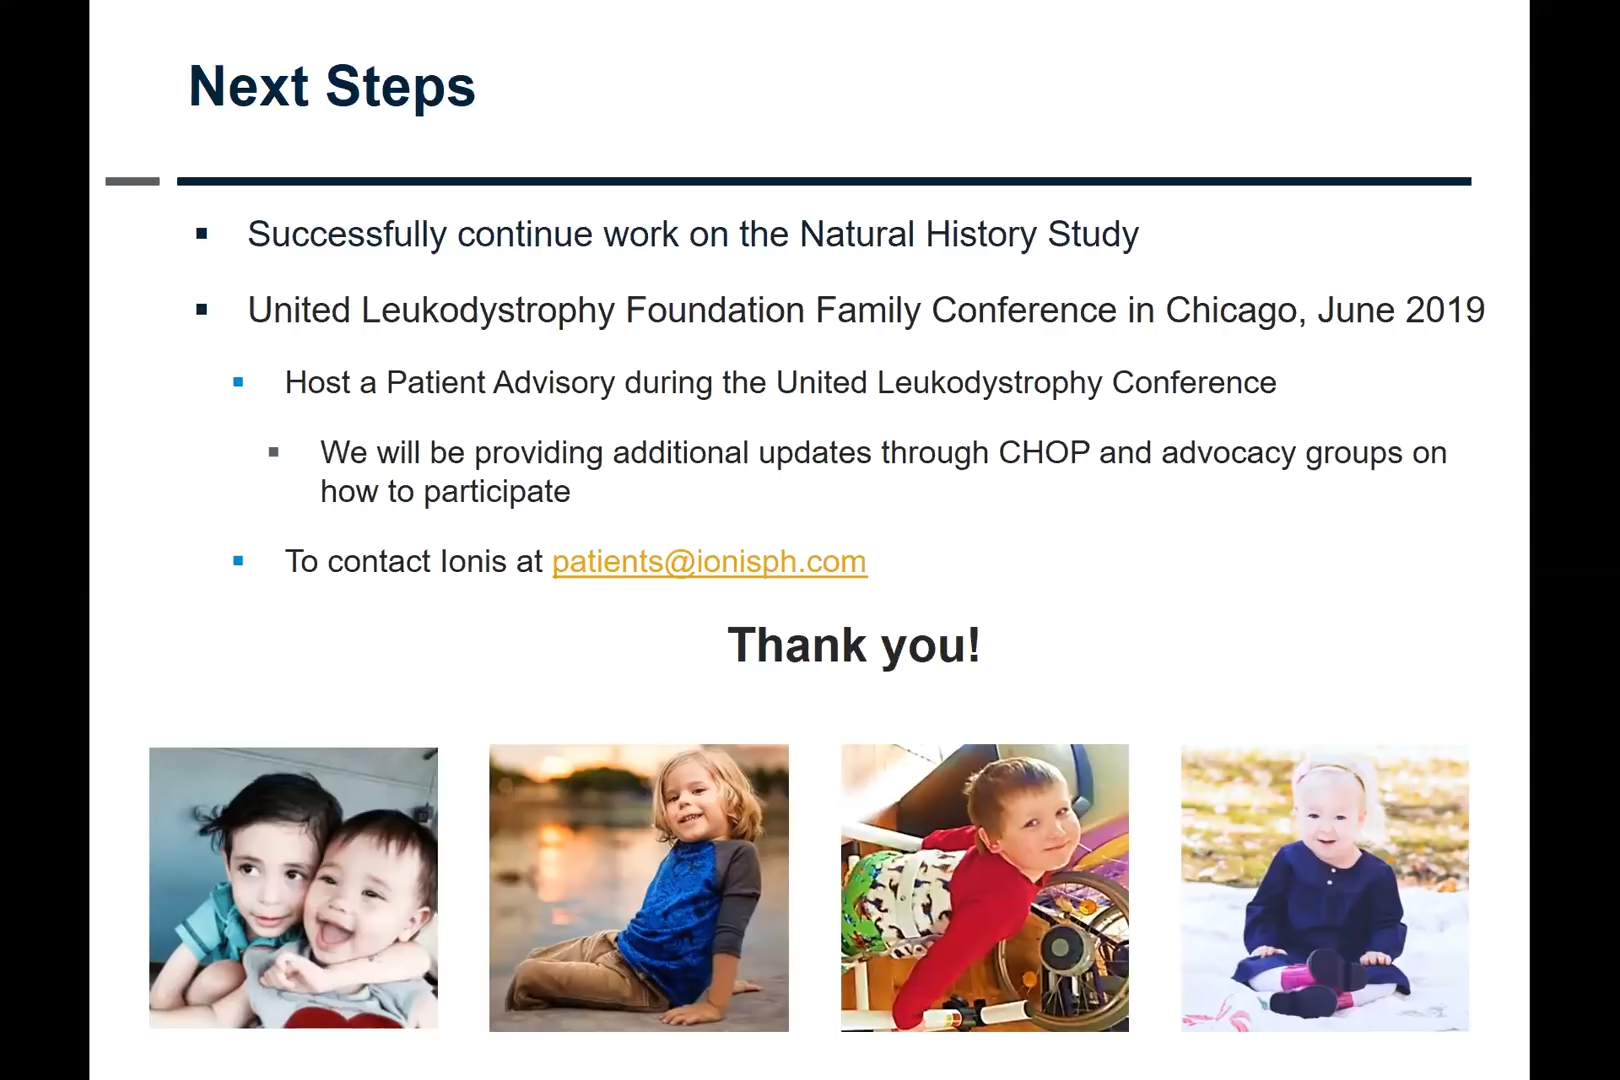 Next Steps
Successfully continue work on the Natural History Study
United Leukodystrophy Foundation Family Conference in Chicago, June 2019
Host a Patient Advisory during the United Leukodystrophy Conference
We will be providing additional updates through CHOP and advocacy groups on
how to participate
To contact Ionis at patients@ionisph.com
Thank you!